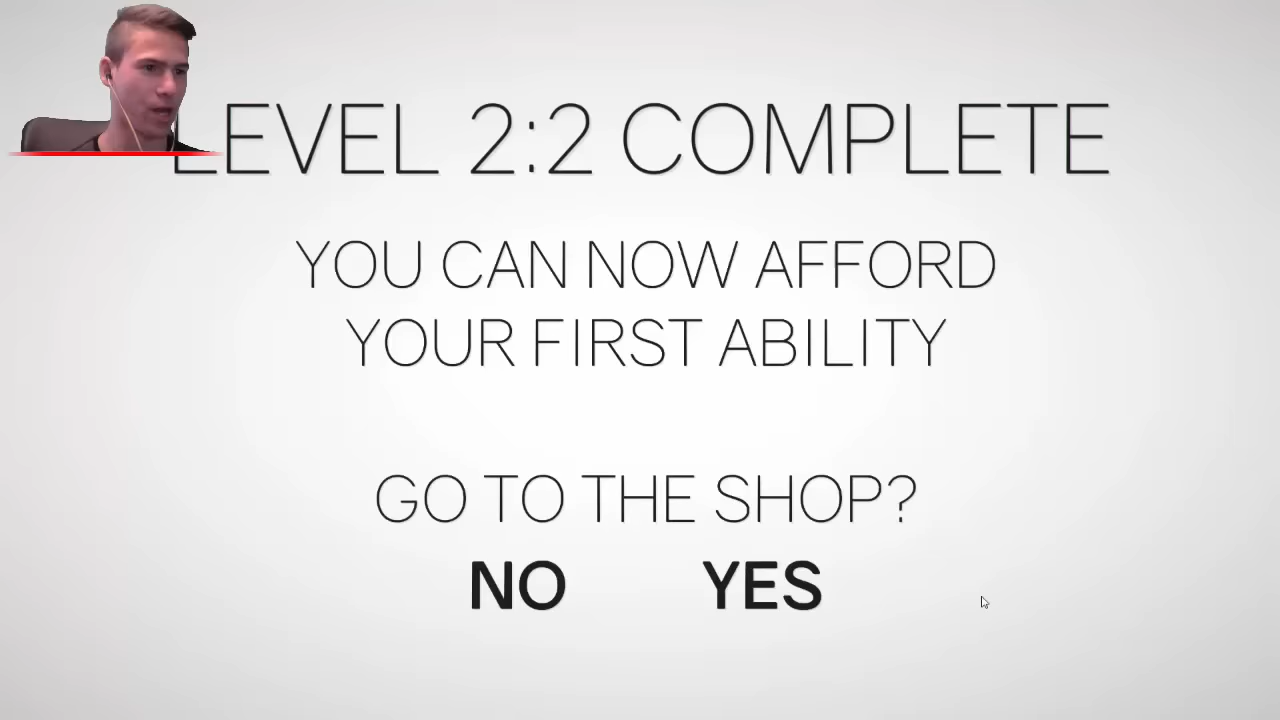 LEVEL 2:2 COMPLETE
YOU CAN NOW AFFORD
YOUR FIRST ABILITY
GO TO THE SHOP?
NO YES